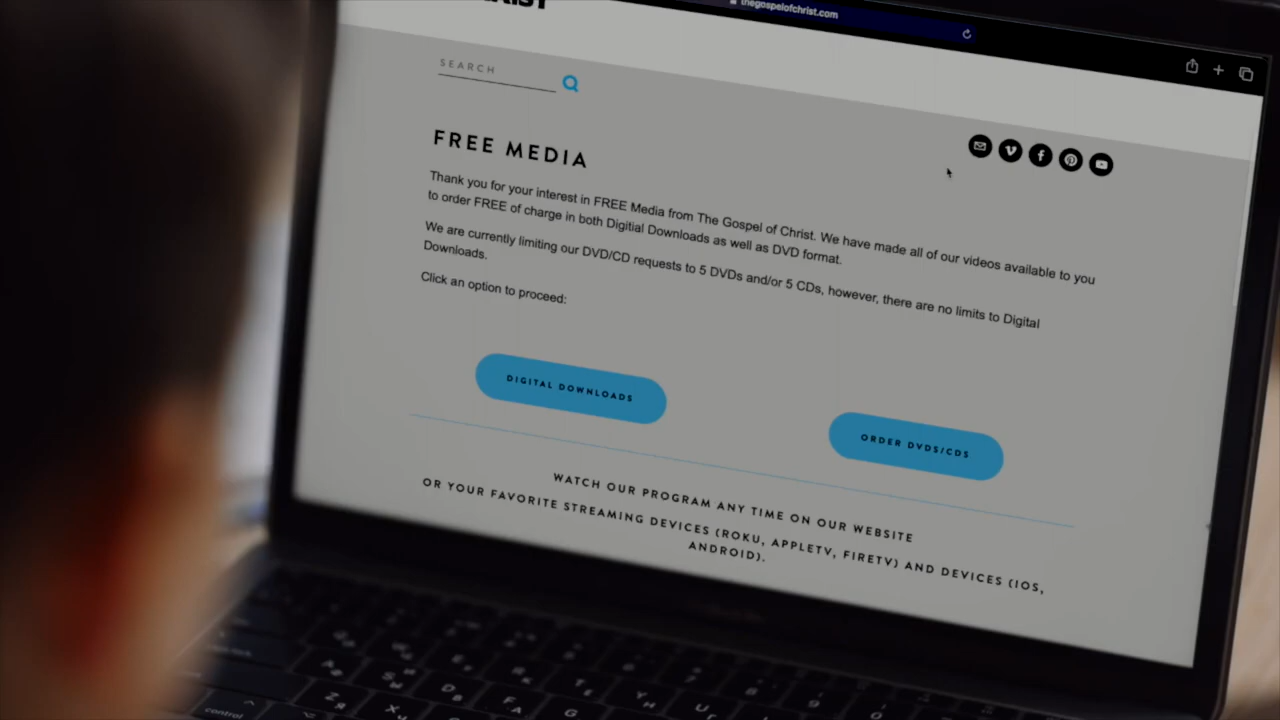 thegospelofchrist.com
SEARCH
FREE MEDIA
Thank you for your interest in FREE Media from The Gospel of Christ. We have made all of our videos available to you
to order FREE of charge in both Digitial Downloads as well as DVD format.
We are currently limiting our DVD/CD requests to 5 DVDs and/or 5 CDs, however, there are no limits to Digital
Downloads.
Click an option to proceed:
DIGITAL DOWNLOADS
ORDER DVDS/CDS
WATCH OUR PROGRAM ANY TIME ON OUR WEBSITE
OR YOUR FAVORITE STREAMING DEVICES (ROKU, APPLETV, FIRETV) AND DEVICES (IOS,
ANDROID).
control